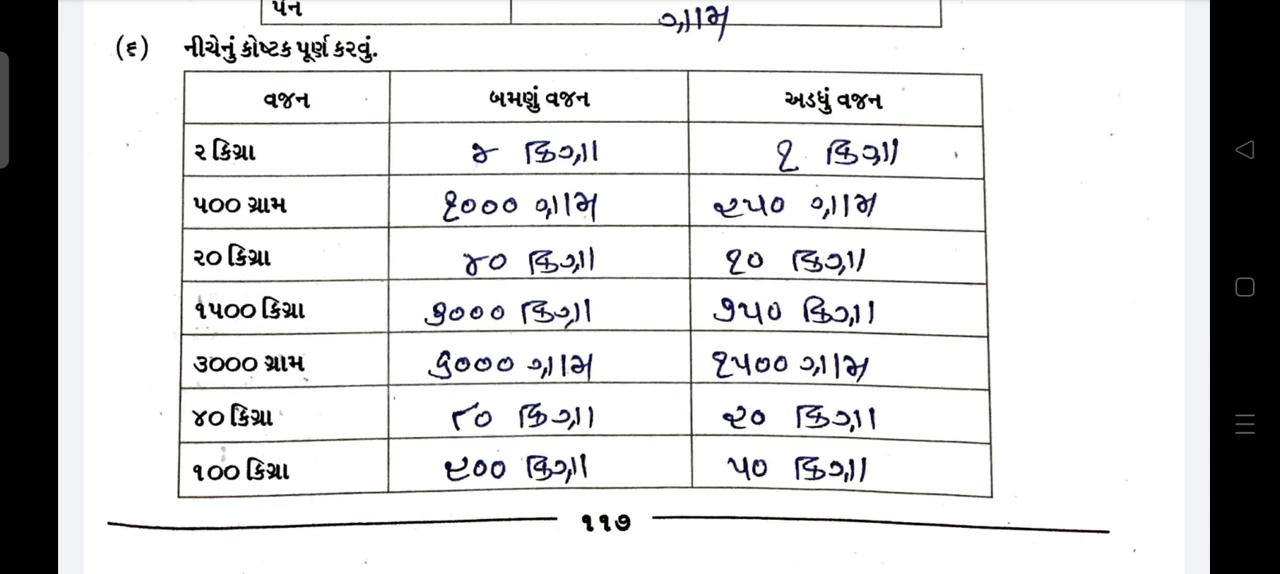 પન
ગ્રામ
(૬) નીચેનું કોષ્ટક પૂર્ણ કરવું.
વજન બમણું વજન અડધું વજન
૨ કિગ્રા ૪ કિગ્રા ૧ કિગ્રા
૫૦૦ ગ્રામ ૧૦૦૦ ગ્રામ ૨૫૦ ગ્રામ
૨૦ કિગ્રા ૪૦ કિગ્રા ૧૦ કિગ્રા
૧૫૦૦ કિગ્રા ૩૦૦૦ કિગ્રા ૭૫૦ કિગ્રા
૩૦૦૦ ગ્રામ ૬૦૦૦ ગ્રામ ૧૫૦૦ ગ્રામ
૪૦ કિગ્રા ૮૦ કિગ્રા ૨૦ કિગ્રા
૧૦૦ કિગ્રા ૨૦૦ કિગ્રા ૫૦ કિગ્રા
૧૧૭